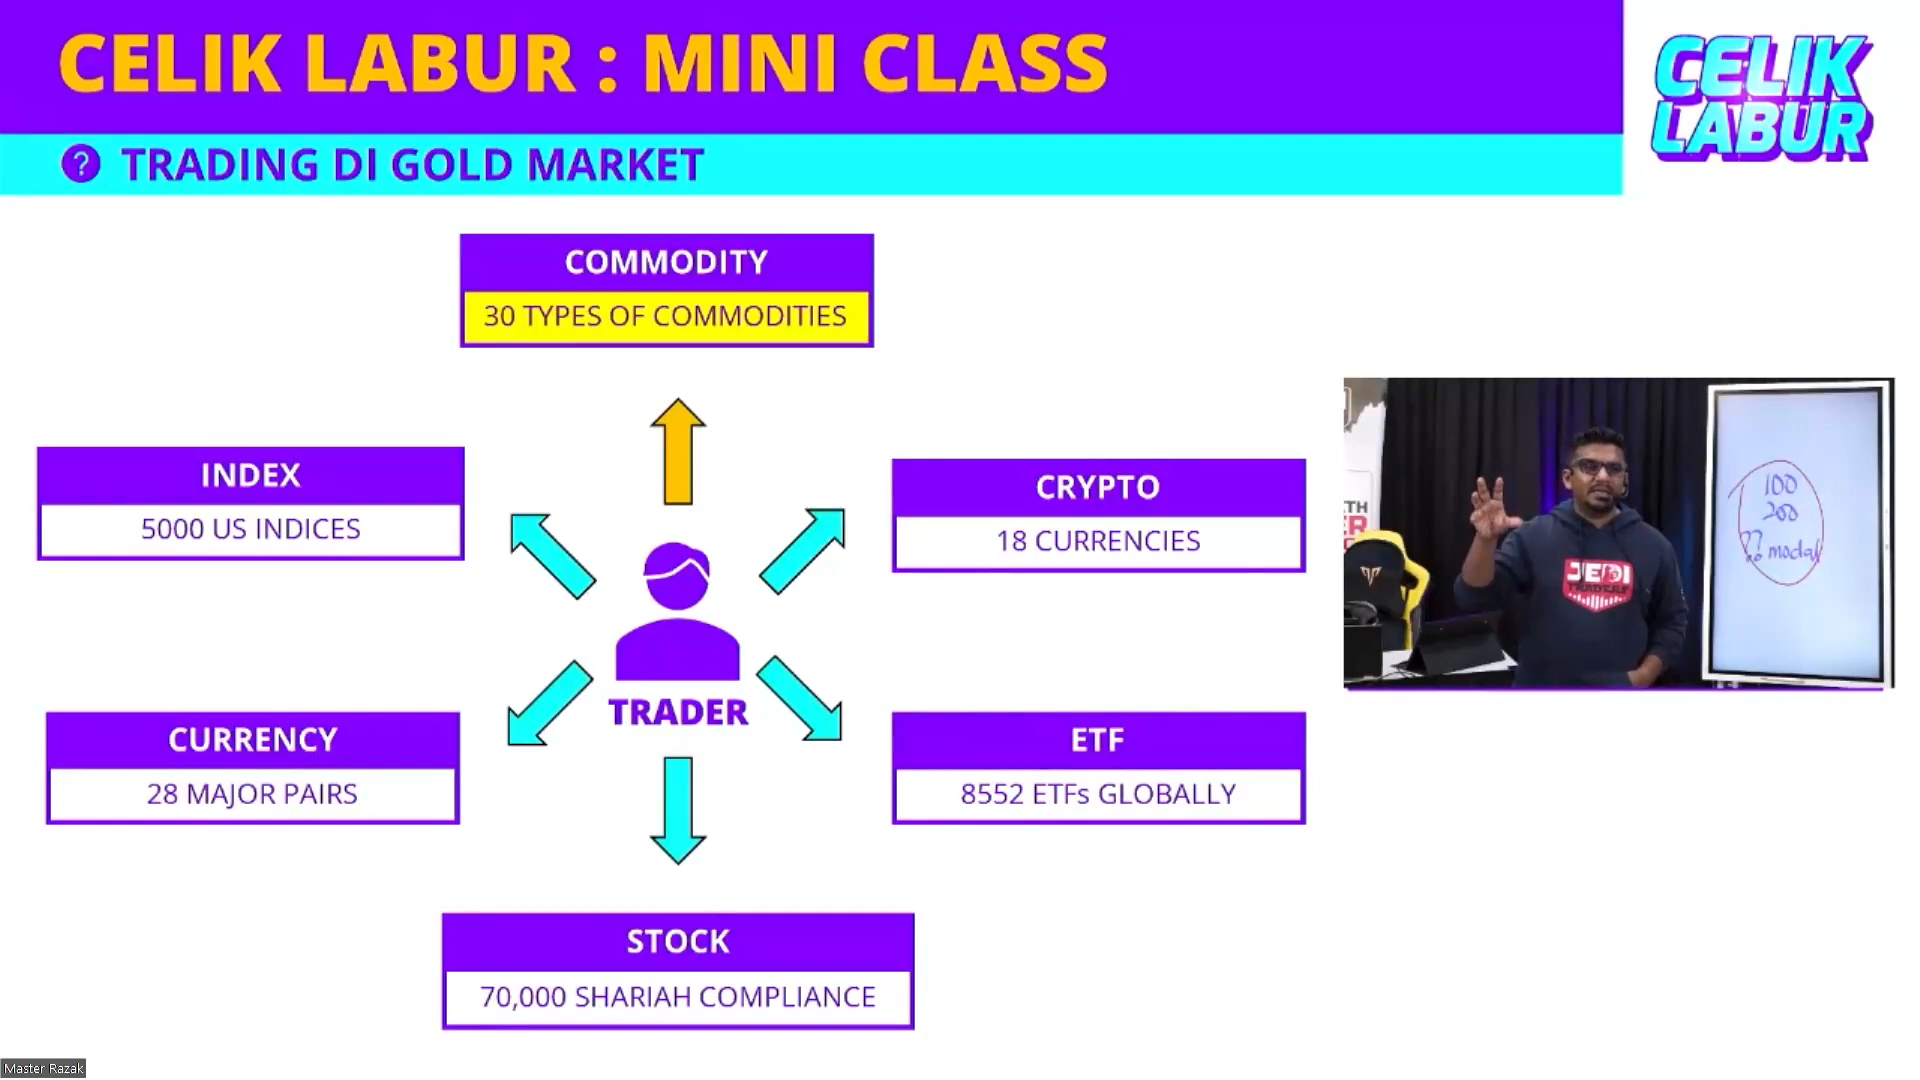 CELIK LABUR : MINI CLASS
CELIK
LABUR
? TRADING DI GOLD MARKET
COMMODITY
30 TYPES OF COMMODITIES
INDEX
5000 US INDICES
CRYPTO
18 CURRENCIES
TRADER
CURRENCY
28 MAJOR PAIRS
ETF
8552 ETFs GLOBALLY
STOCK
70,000 SHARIAH COMPLIANCE
100
200
?? modal
JEDI
TRADERS
Master Razak